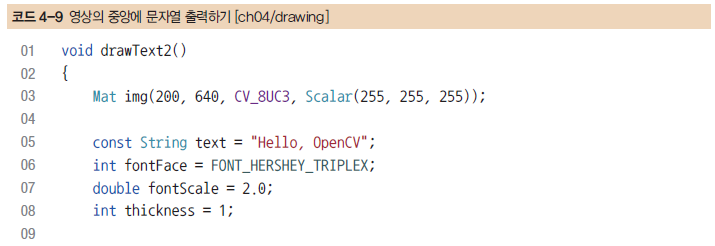 코드 4-9 영상의 중앙에 문자열 출력하기 [ch04/drawing]
01 void drawText2()
02 {
03 Mat img(200, 640, CV_8UC3, Scalar(255, 255, 255));
04
05 const String text = "Hello, OpenCV";
06 int fontFace = FONT_HERSHEY_TRIPLEX;
07 double fontScale = 2.0;
08 int thickness = 1;
09